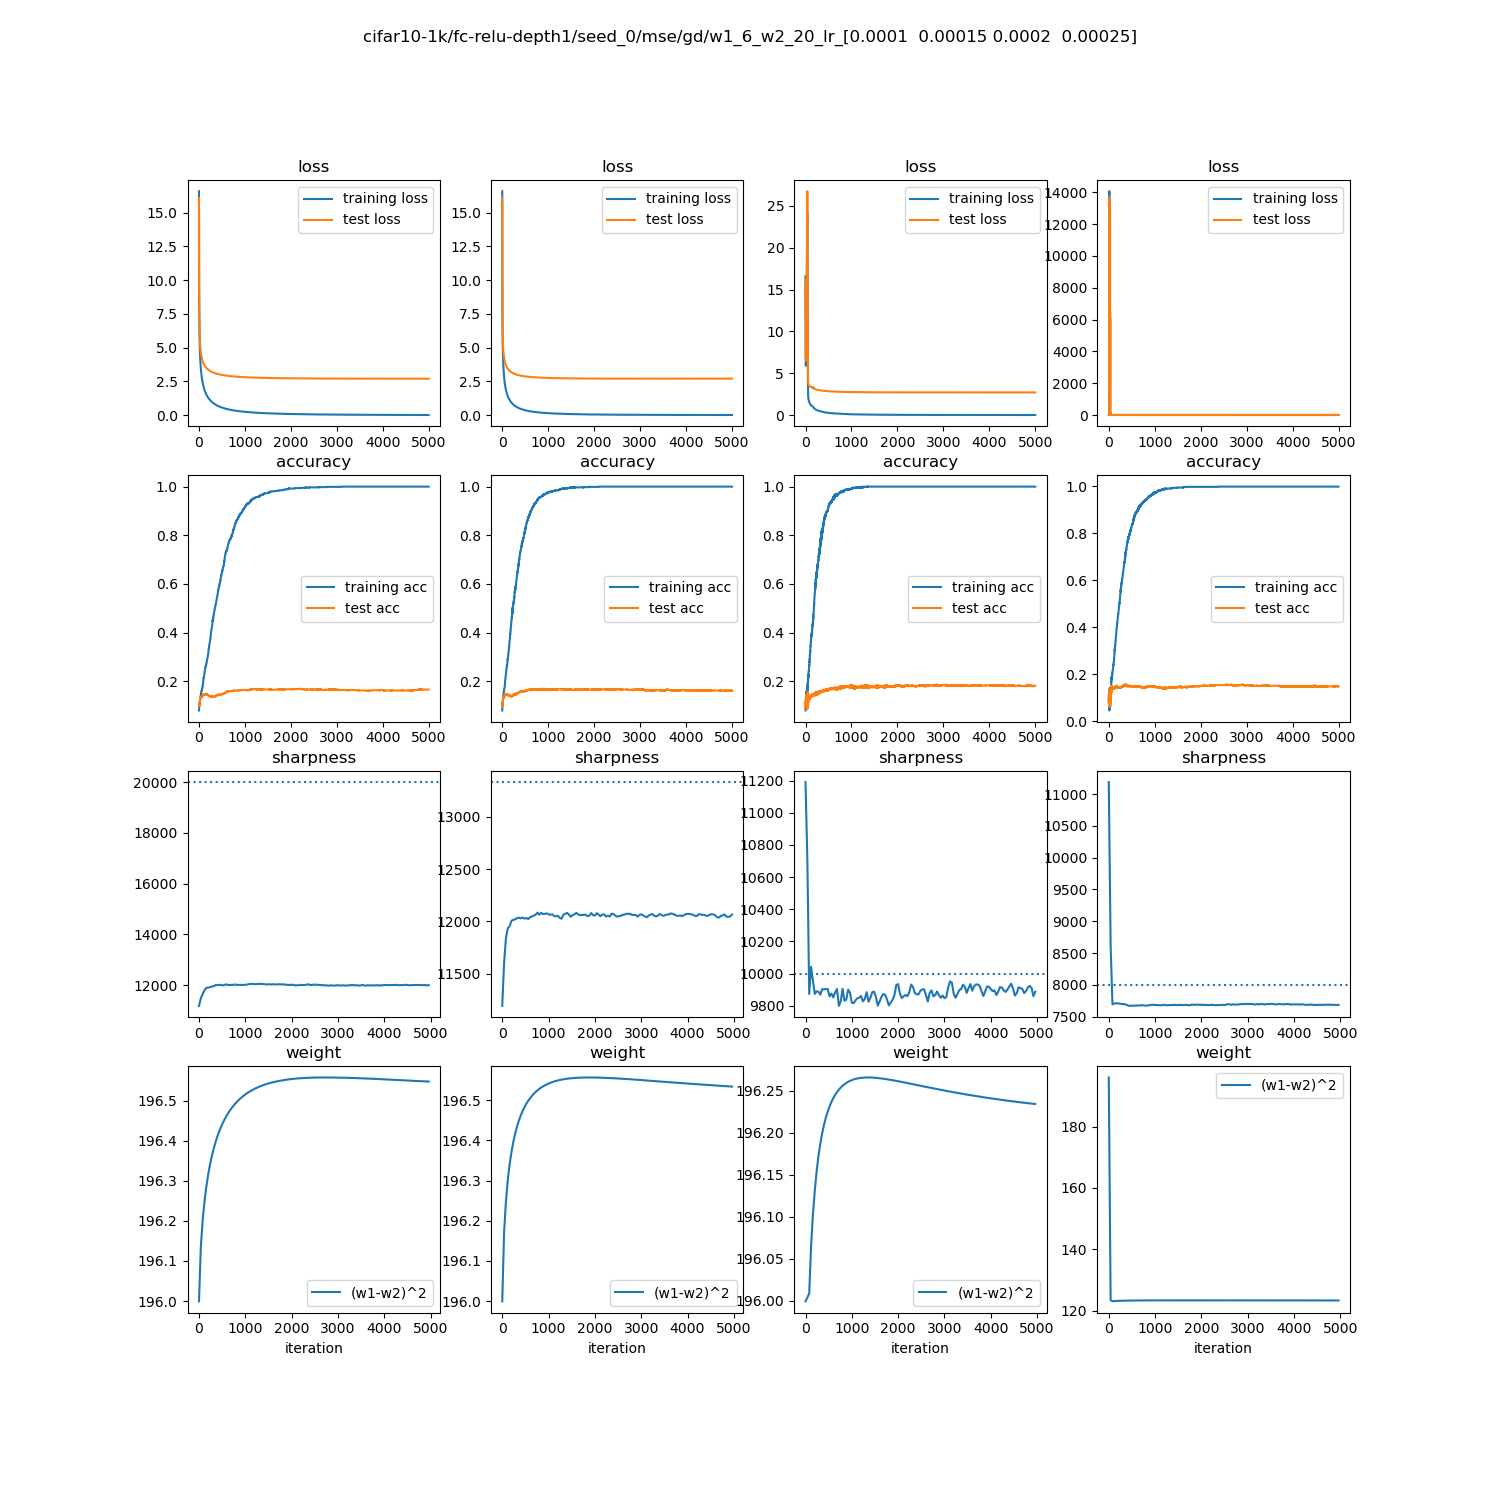 cifar10-1k/fc-relu-depth1/seed_0/mse/gd/w1_6_w2_20_lr_[0.0001  0.00015 0.0002  0.00025]
loss loss loss loss
training loss training loss training loss training loss
test loss test loss test loss test loss
15.0 15.0 25 14000
12.5 12.5 20 12000
10.0 10.0 15 10000
7.5 7.5 10 8000
5.0 5.0 5 6000
2.5 2.5 0 4000
0.0 0.0 2000
0
0 1000 2000 3000 4000 5000 0 1000 2000 3000 4000 5000 0 1000 2000 3000 4000 5000 0 1000 2000 3000 4000 5000
accuracy accuracy accuracy accuracy
1.0 1.0 1.0 1.0
0.8 0.8 0.8 0.8
0.6 0.6 0.6 0.6
training acc training acc training acc training acc
test acc test acc test acc test acc
0.4 0.4 0.4 0.4
0.2 0.2 0.2 0.2
0.0
0 1000 2000 3000 4000 5000 0 1000 2000 3000 4000 5000 0 1000 2000 3000 4000 5000 0 1000 2000 3000 4000 5000
sharpness sharpness sharpness sharpness
20000 13000 11200 11000
18000 12500 11000 10500
16000 12000 10800 10000
14000 11500 10600 9500
12000 10400 9000
10200 8500
10000 8000
9800 7500
0 1000 2000 3000 4000 5000 0 1000 2000 3000 4000 5000 0 1000 2000 3000 4000 5000 0 1000 2000 3000 4000 5000
weight weight weight weight
(w1-w2)^2
196.5 196.5 196.25 180
196.4 196.4 196.20 160
196.3 196.3 196.15 140
196.2 196.2 196.10 120
196.1 196.1 196.05
196.0 196.0 196.00
(w1-w2)^2 (w1-w2)^2 (w1-w2)^2
0 1000 2000 3000 4000 5000 0 1000 2000 3000 4000 5000 0 1000 2000 3000 4000 5000 0 1000 2000 3000 4000 5000
iteration iteration iteration iteration